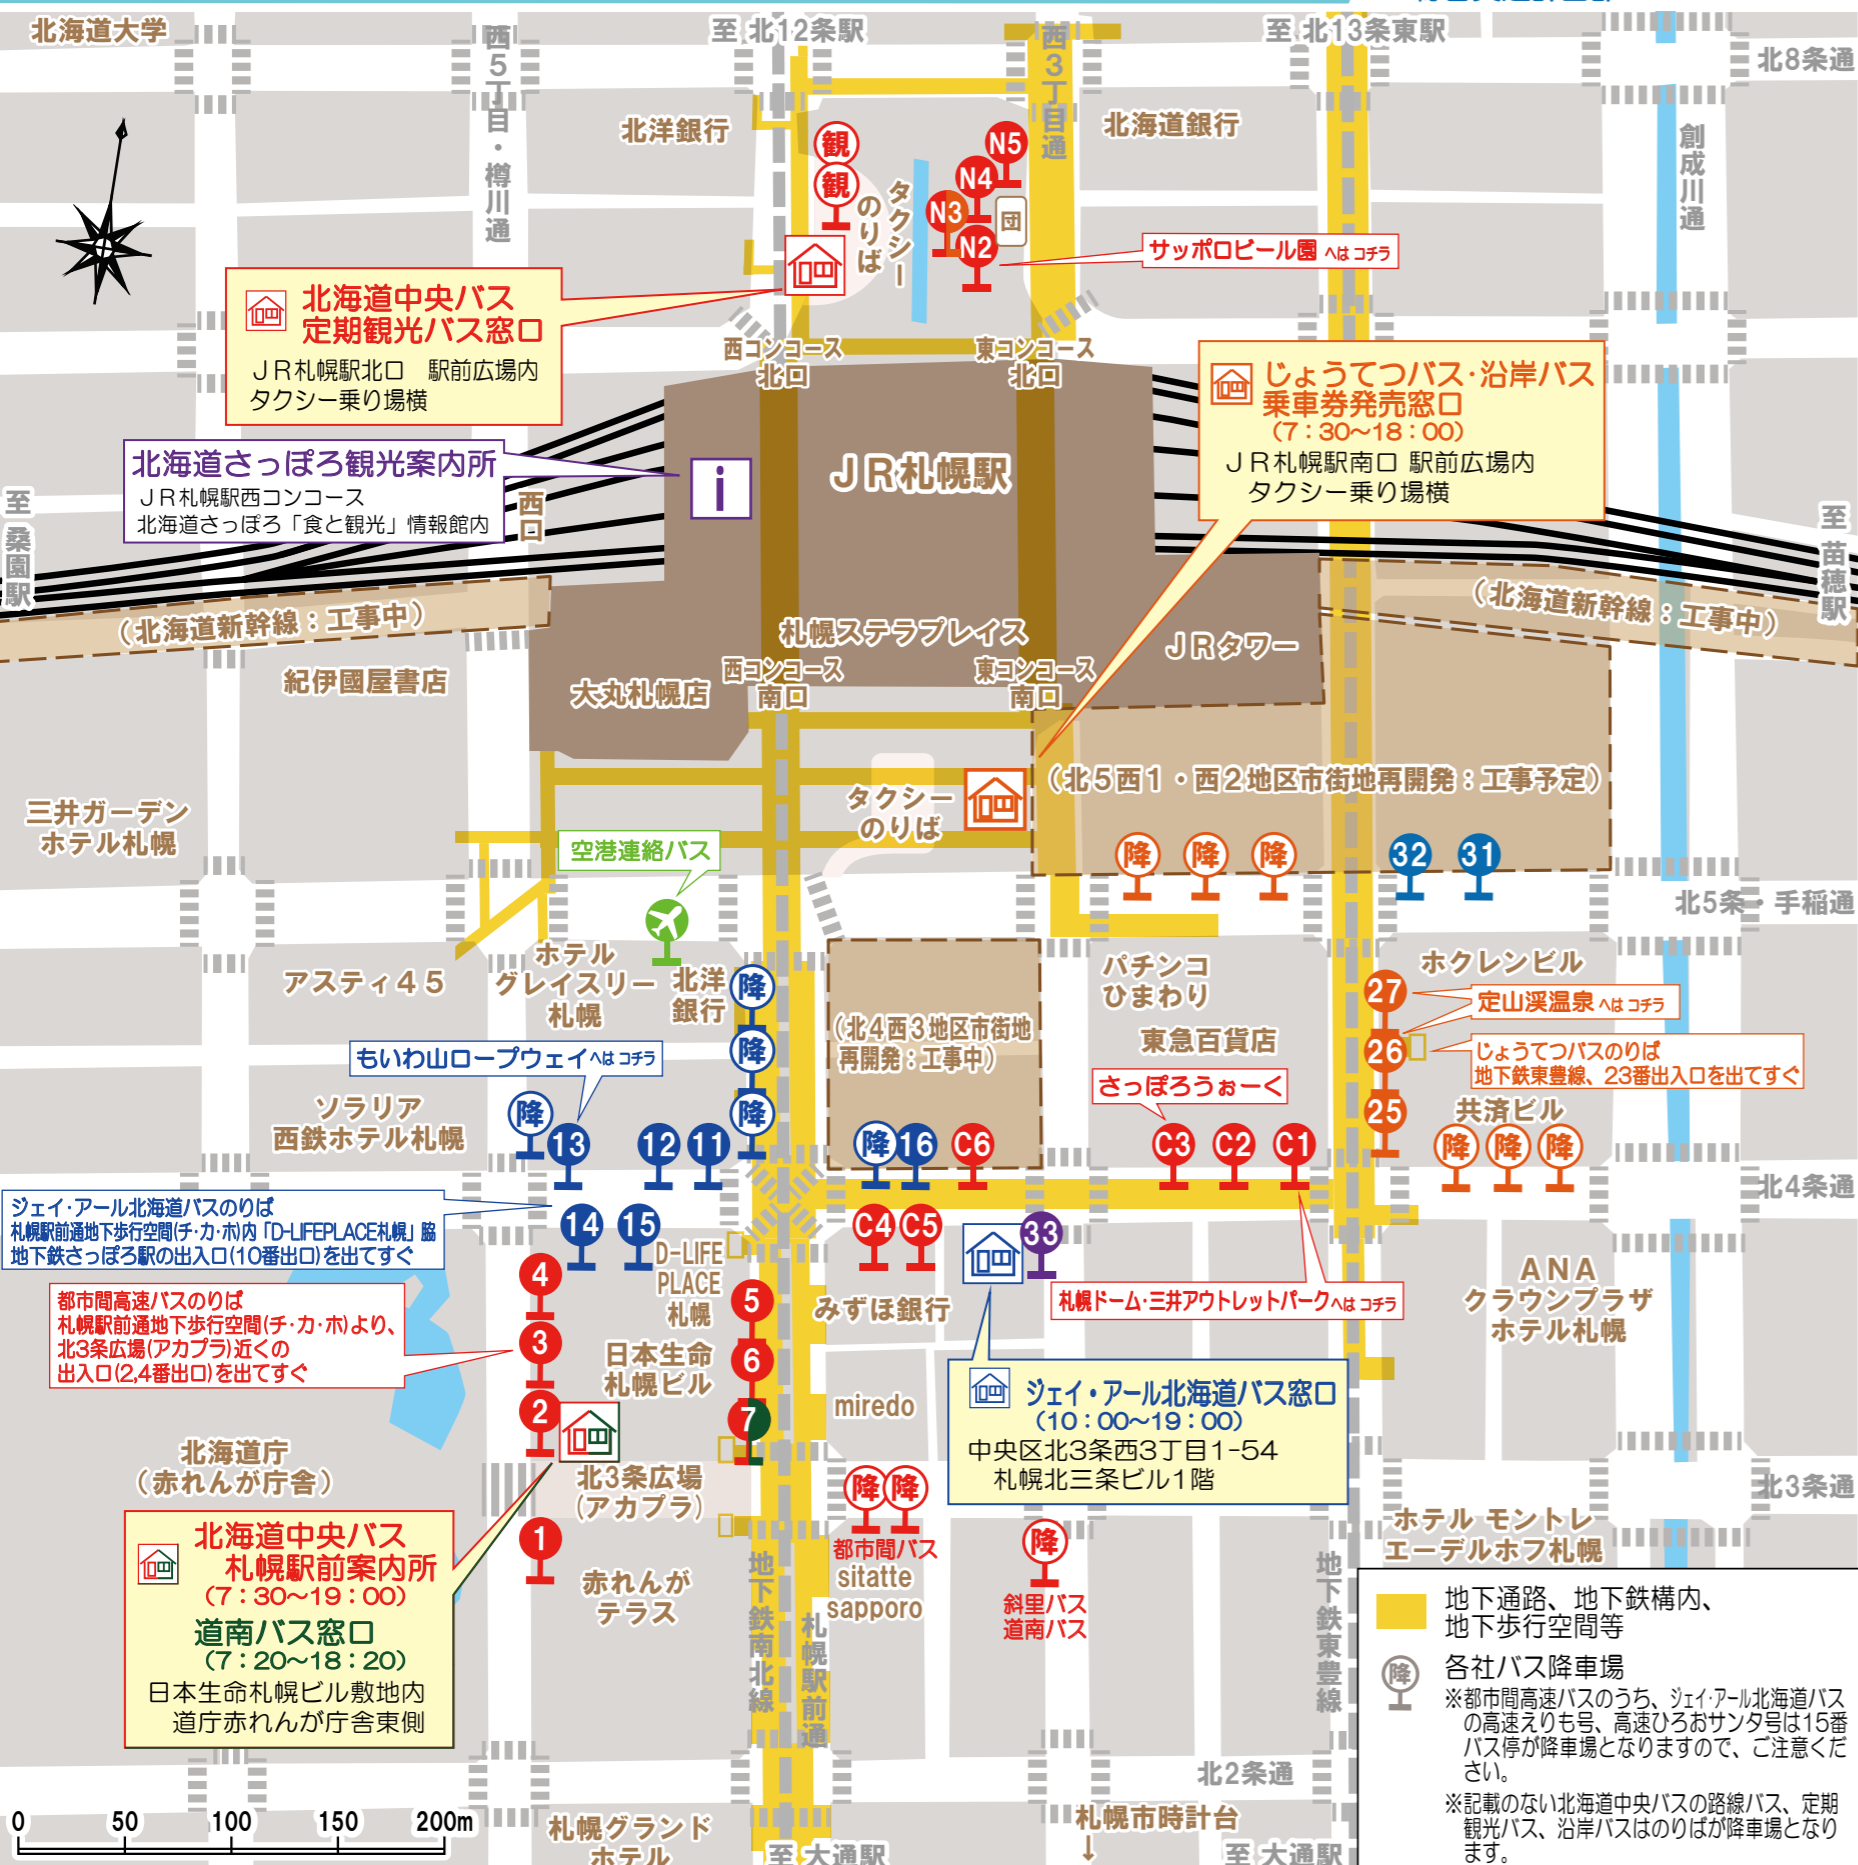 北海道大学
西5丁目・樽川通
至 北12条駅
西3丁目通
至 北13条東駅
北8条通
創成川通
北洋銀行
観
観
タクシー
のりば
N5
N4
N3
N2
団
北海道銀行
サッポロビール園 へは コチラ
北海道中央バス
定期観光バス窓口
JR札幌駅北口 駅前広場内
タクシー乗り場横
西コンコース
北口
東コンコース
北口
じょうてつバス・沿岸バス
乗車券発売窓口
(7:30~18:00)
JR札幌駅南口 駅前広場内
タクシー乗り場横
北海道さっぽろ観光案内所
JR札幌駅西コンコース
北海道さっぽろ「食と観光」情報館内
i
西口
JR札幌駅
至 桑園駅
至 苗穂駅
(北海道新幹線:工事中)
(北海道新幹線:工事中)
紀伊國屋書店
大丸札幌店
札幌ステラプレイス
西コンコース
南口
東コンコース
南口
JRタワー
三井ガーデン
ホテル札幌
タクシー
のりば
(北5西1・西2地区市街地再開発:工事予定)
空港連絡バス
降
降
降
32
31
北5条・手稲通
アスティ45
ホテル
グレイスリー
札幌
北洋
銀行
降
降
降
(北4西3地区市街地
再開発:工事中)
パチンコ
ひまわり
東急百貨店
ホクレンビル
27
定山渓温泉 へは コチラ
26
じょうてつバスのりば
地下鉄東豊線、23番出入口を出てすぐ
25
共済ビル
降
降
降
もいわ山ロープウェイへは コチラ
さっぽろうぉーく
ソラリア
西鉄ホテル札幌
降
13
12
11
降
16
C6
C3
C2
C1
北4条通
ジェイ・アール北海道バスのりば
札幌駅前通地下歩行空間(チ・カ・ホ)内「D-LIFEPLACE札幌」脇
地下鉄さっぽろ駅の出入口(10番出口)を出てすぐ
14
15
D-LIFE
PLACE
札幌
C4
C5
33
都市間高速バスのりば
札幌駅前通地下歩行空間(チ・カ・ホ)より、
北3条広場(アカプラ)近くの
出入口(2,4番出口)を出てすぐ
4
3
2
1
5
6
7
日本生命
札幌ビル
みずほ銀行
札幌ドーム・三井アウトレットパークへは コチラ
ANA
クラウンプラザ
ホテル札幌
miredo
ジェイ・アール北海道バス窓口
(10:00~19:00)
中央区北3条西3丁目1-54
札幌北三条ビル1階
北海道庁
(赤れんが庁舎)
北3条広場
(アカプラ)
北3条通
降
降
都市間バス
sitatte
sapporo
降
斜里バス
道南バス
ホテル モントレ
エーデルホフ札幌
北海道中央バス
札幌駅前案内所
(7:30~19:00)
道南バス窓口
(7:20~18:20)
日本生命札幌ビル敷地内
道庁赤れんが庁舎東側
赤れんが
テラス
地下鉄南北線
札幌駅前通
地下鉄東豊線
北2条通
地下通路、地下鉄構内、
地下歩行空間等
降
各社バス降車場
※都市間高速バスのうち、ジェイ・アール北海道バス
の高速えりも号、高速ひろおサンタ号は15番
バス停が降車場となりますので、ご注意くだ
さい。
※記載のない北海道中央バスの路線バス、定期
観光バス、沿岸バスはのりばが降車場となり
ます。
0 50 100 150 200m
札幌グランド
ホテル
至 大通駅
札幌市時計台
↓
至 大通駅